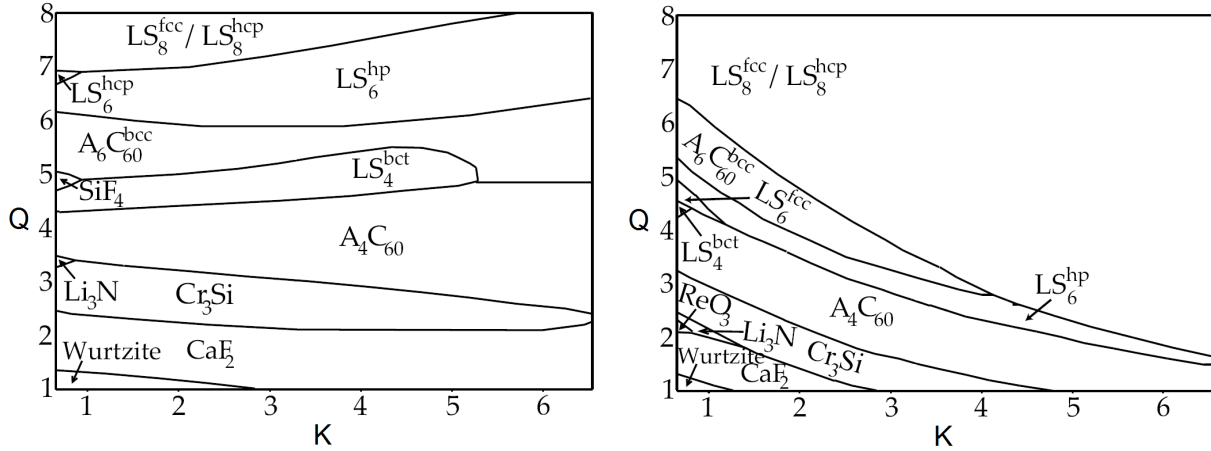 8
LS₈ᶠᶜᶜ / LS₈ʰᶜᵖ
7
LS₆ʰᶜᵖ
LS₆ʰᵖ
6
A₆C₆₀ᵇᶜᶜ
5
LS₄ᵇᶜᵗ
SiF₄
Q
4
A₄C₆₀
3
Li₃N
Cr₃Si
2
Wurtzite
CaF₂
1
1 2 3 4 5 6
K
8
7
LS₈ᶠᶜᶜ / LS₈ʰᶜᵖ
6
A₆C₆₀ᵇᶜᶜ
5
LS₆ᶠᶜᶜ
Q
4
LS₄ᵇᶜᵗ
LS₆ʰᵖ
3
ReO₃
A₄C₆₀
2
Li₃N
Cr₃Si
Wurtzite
CaF₂
1
1 2 3 4 5 6
K